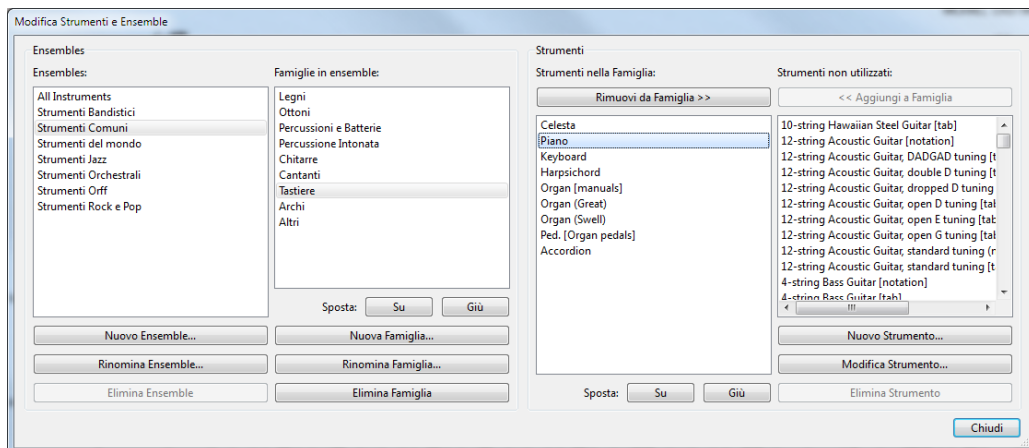 Modifica Strumenti e Ensemble
Ensembles
Ensembles:
All Instruments
Strumenti Bandistici
Strumenti Comuni
Strumenti del mondo
Strumenti Jazz
Strumenti Orchestrali
Strumenti Orff
Strumenti Rock e Pop
Nuovo Ensemble...
Rinomina Ensemble...
Elimina Ensemble
Famiglie in ensemble:
Legni
Ottoni
Percussioni e Batterie
Percussione Intonata
Chitarre
Cantanti
Tastiere
Archi
Altri
Sposta: Su Giù
Nuova Famiglia...
Rinomina Famiglia...
Elimina Famiglia
Strumenti
Strumenti nella Famiglia:
Rimuovi da Famiglia >>
Celesta
Piano
Keyboard
Harpsichord
Organ [manuals]
Organ (Great)
Organ (Swell)
Ped. [Organ pedals]
Accordion
Sposta: Su Giù
Strumenti non utilizzati:
<< Aggiungi a Famiglia
10-string Hawaiian Steel Guitar [tab]
12-string Acoustic Guitar [notation]
12-string Acoustic Guitar, DADGAD tuning [t
12-string Acoustic Guitar, double D tuning [t
12-string Acoustic Guitar, dropped D tuning
12-string Acoustic Guitar, open D tuning [tab
12-string Acoustic Guitar, open E tuning [tab
12-string Acoustic Guitar, open G tuning [tab
12-string Acoustic Guitar, standard tuning (r
12-string Acoustic Guitar, standard tuning [t
4-string Bass Guitar [notation]
4-string Bass Guitar [tab]
Nuovo Strumento...
Modifica Strumento...
Elimina Strumento
Chiudi